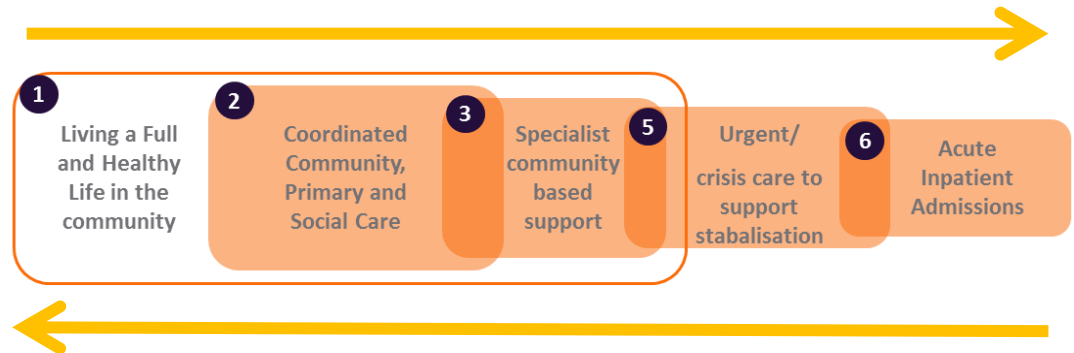 1
Living a Full
and Healthy
Life in the
community
2
Coordinated
Community,
Primary and
Social Care
3
Specialist
community
based
support
5
Urgent/
crisis care to
support
stabalisation
6
Acute
Inpatient
Admissions